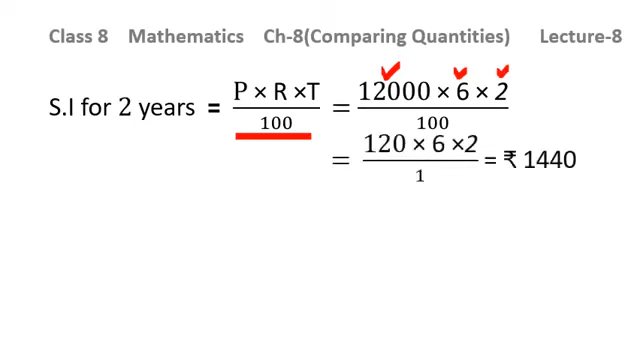 Class 8 Mathematics Ch-8(Comparing Quantities) Lecture-8
S.I for 2 years = P × R ×T / 100 = 12000 × 6 × 2 / 100
= 120 × 6 ×2 / 1 = ₹ 1440